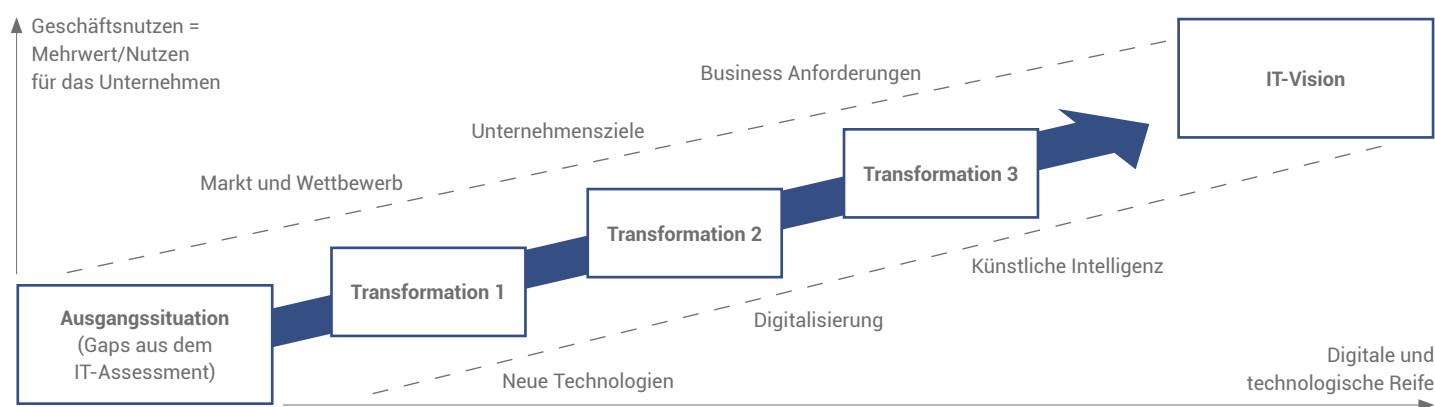 Geschäftsnutzen =
Mehrwert/Nutzen
für das Unternehmen
Business Anforderungen
IT-Vision
Unternehmensziele
Markt und Wettbewerb
Transformation 3
Transformation 2
Transformation 1
Künstliche Intelligenz
Ausgangssituation
(Gaps aus dem
IT-Assessment)
Digitalisierung
Neue Technologien
Digitale und
technologische Reife